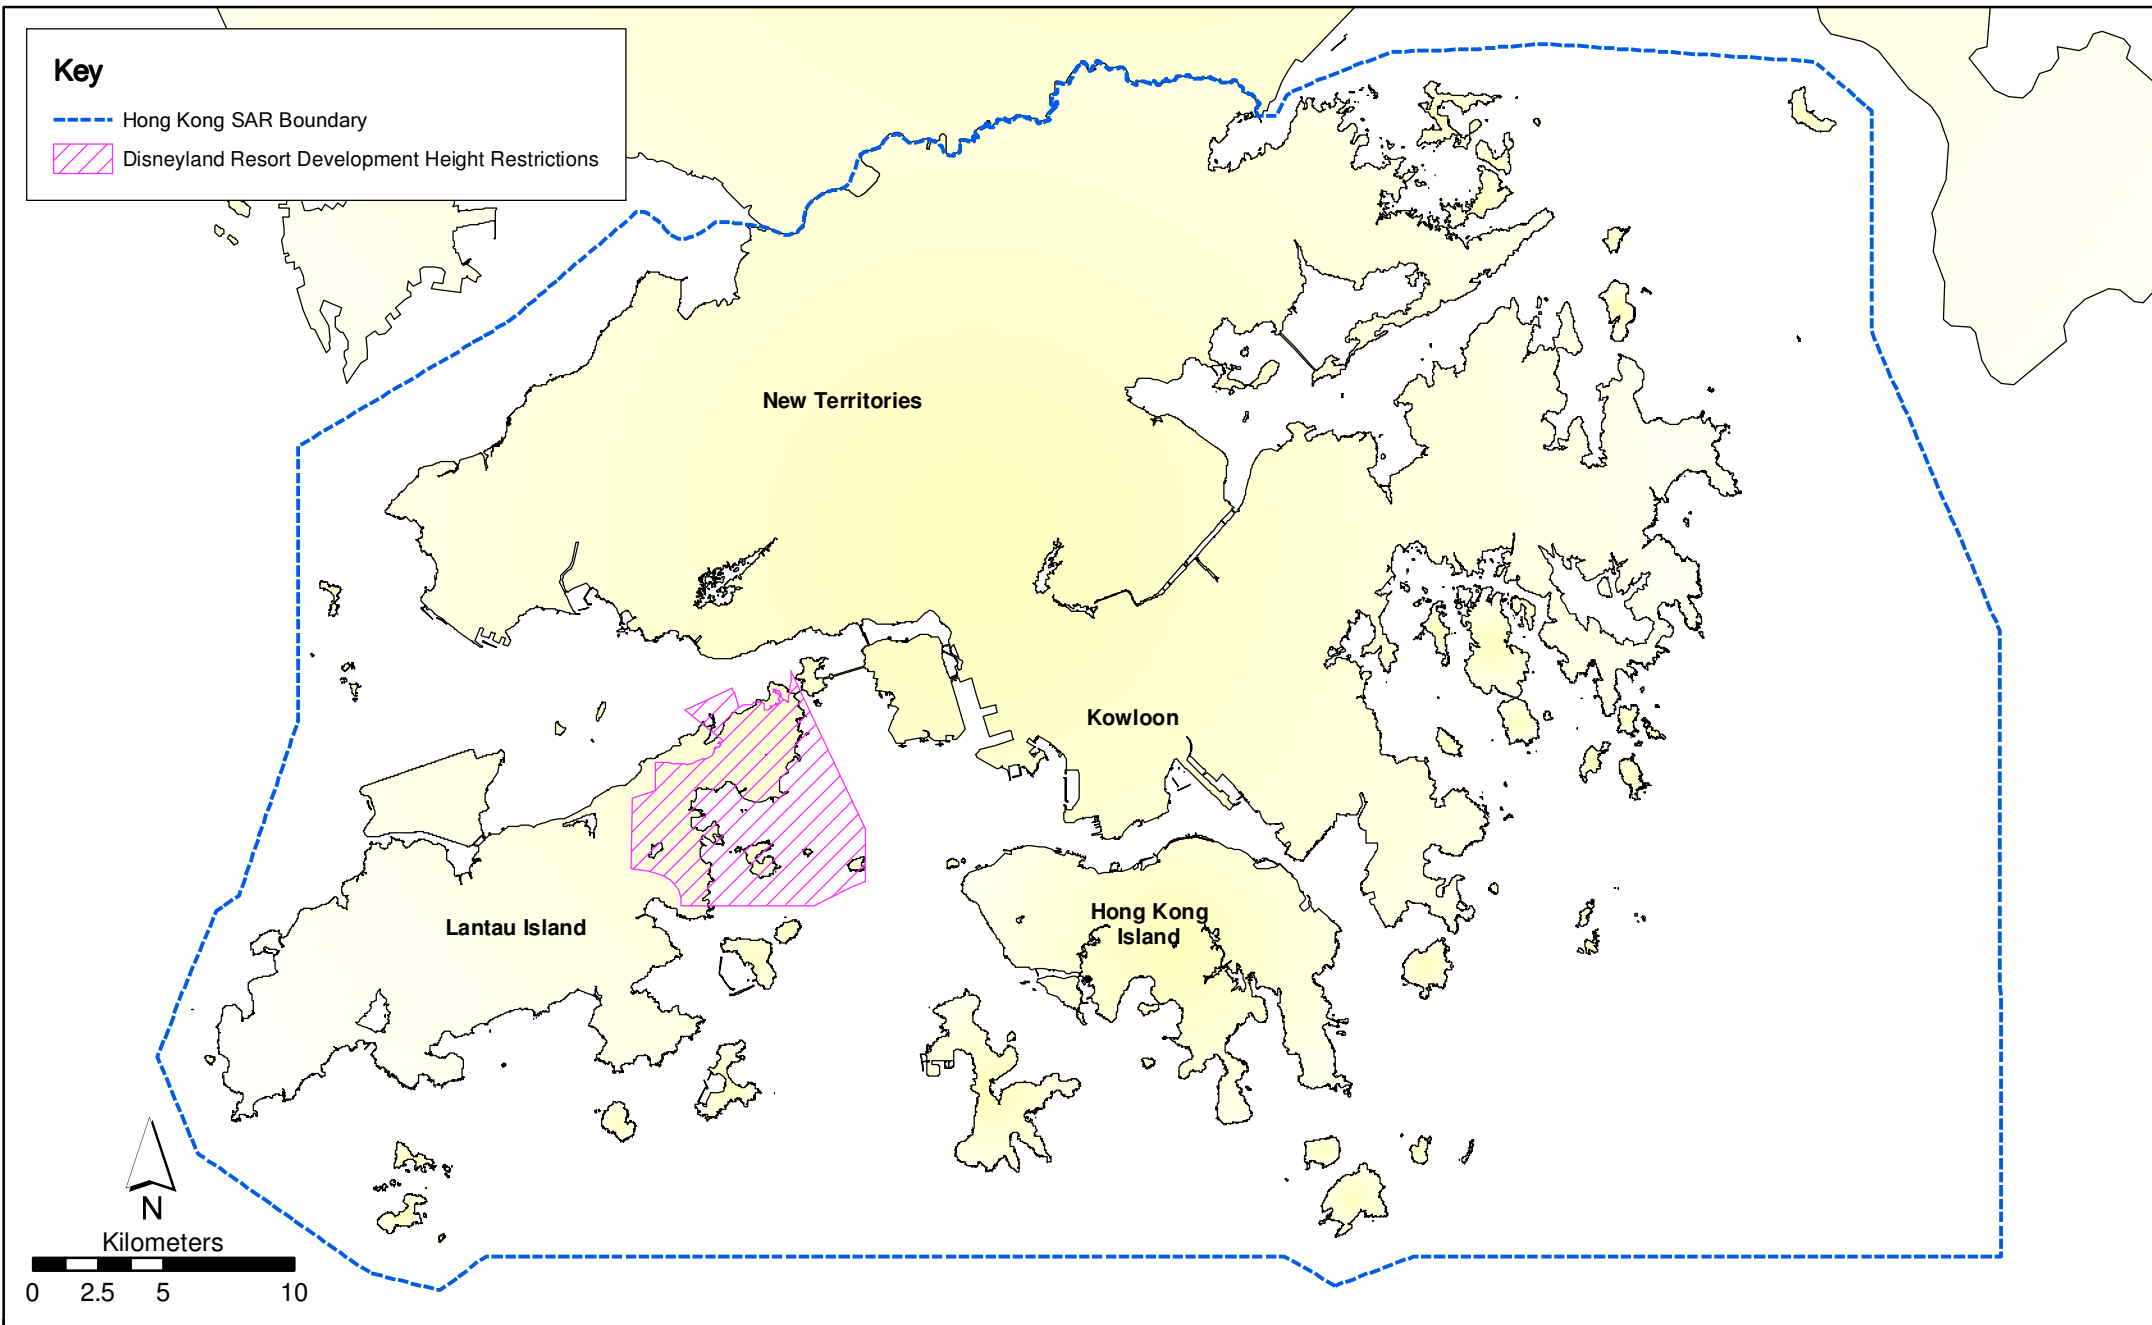 Key
Hong Kong SAR Boundary
Disneyland Resort Development Height Restrictions
New Territories
Kowloon
Hong Kong
Island
Lantau Island
N
Kilometers
0 2.5 5 10